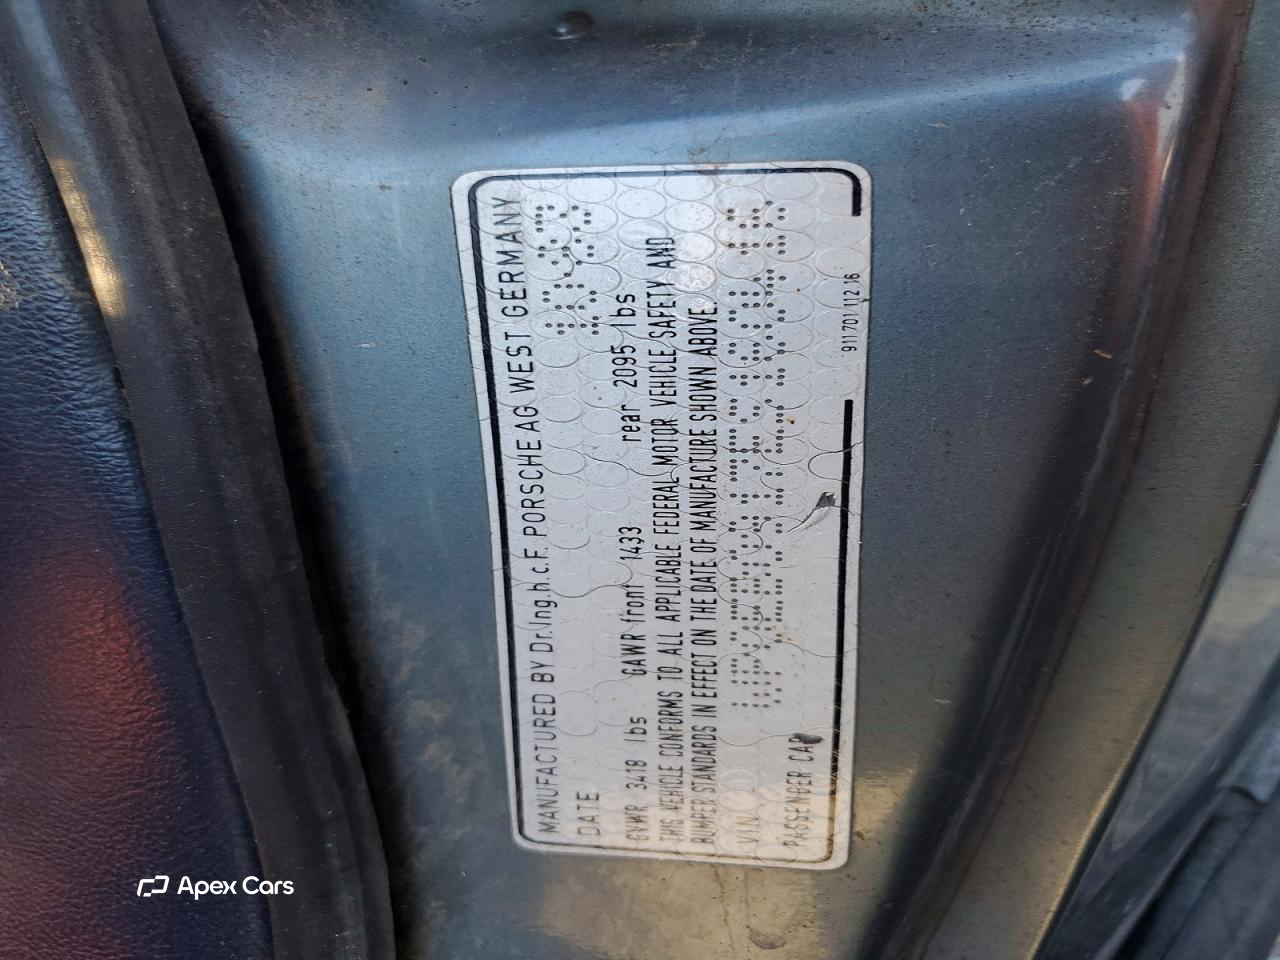 MANUFACTURED BY Dr.Ing.h.c.F. PORSCHE AG WEST GERMANY
DATE
GVWR 3418 lbs GAWR front 1433 rear 2095 lbs
THIS VEHICLE CONFORMS TO ALL APPLICABLE FEDERAL MOTOR VEHICLE SAFETY AND
BUMPER STANDARDS IN EFFECT ON THE DATE OF MANUFACTURE SHOWN ABOVE.
V.I.N.
PASSENGER CAR
911 701 112 16
Apex Cars